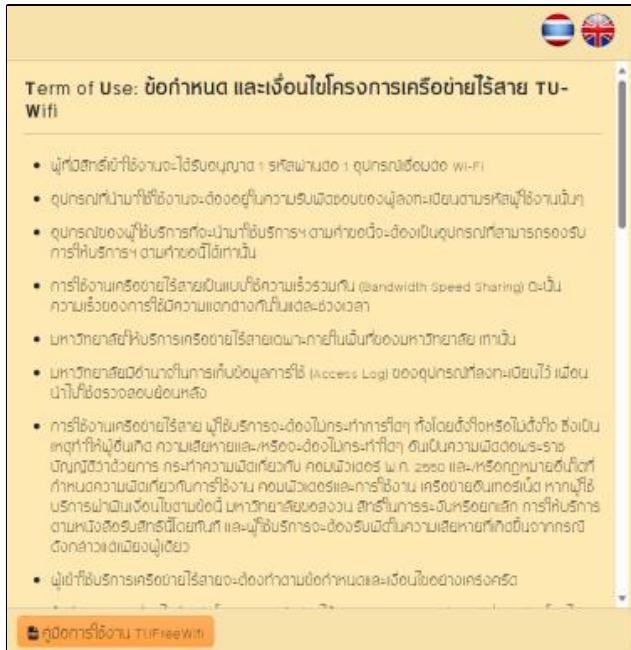 Term of Use: ข้อกำหนด และเงื่อนไขโครงการเครือข่ายไร้สาย TU-
Wifi
ผู้ที่มีสิทธิ์เข้าใช้งานจะได้รับอนุญาต 1 รหัสผ่านต่อ 1 อุปกรณ์เชื่อมต่อ Wi-Fi
อุปกรณ์ที่นำมาใช้ใช้งานจะต้องอยู่ในความรับผิดชอบของผู้ลงทะเบียนตามรหัสผู้ใช้งานนั้นๆ
อุปกรณ์ของผู้ใช้บริการที่จะนำมาใช้บริการฯ ตามคำขอนี้จะต้องเป็นอุปกรณ์ที่สามารถรองรับ
การให้บริการฯ ตามคำขอนี้ได้เท่านั้น
การใช้งานเครือข่ายไร้สายเป็นแบบใช้ความเร็วร่วมกัน (Bandwidth Speed Sharing) ฉะนั้น
ความเร็วของการใช้มีความแตกต่างกันในแต่ละช่วงเวลา
มหาวิทยาลัยให้บริการเครือข่ายไร้สายเฉพาะภายในพื้นที่ของมหาวิทยาลัย เท่านั้น
มหาวิทยาลัยมีอำนาจในการเก็บข้อมูลการใช้ (Access Log) ของอุปกรณ์ที่ลงทะเบียนไว้ เพื่อน
นำไปใช้ตรวจสอบย้อนหลัง
การใช้งานเครือข่ายไร้สาย ผู้ใช้บริการจะต้องไม่กระทำการใดๆ ทั้งโดยตั้งใจหรือไม่ตั้งใจ ซึ่งเป็น
เหตุทำให้ผู้อื่นเกิด ความเสียหายและ/หรือจะต้องไม่กระทำใดๆ อันเป็นความผิดต่อพระราช
บัญญัติว่าด้วยการ กระทำความผิดเกี่ยวกับ คอมพิวเตอร์ พ.ศ. 2550 และ/หรือกฎหมายอื่นใดที่
กำหนดความผิดเกี่ยวกับการใช้งาน คอมพิวเตอร์และการใช้งาน เครือข่ายอินเทอร์เน็ต หากผู้ใช้
บริการฝ่าฝืนเงื่อนไขตามข้อนี้ มหาวิทยาลัยขอสงวน สิทธิ์ในการระงับหรือยกเลิก การให้บริการ
ตามหนังสือรับสิทธิ์นี้โดยทันที และผู้ใช้บริการจะต้องรับผิดในความเสียหายที่เกิดขึ้นจากกรณี
ดังกล่าวแต่เพียงผู้เดียว
ผู้เข้าใช้บริการเครือข่ายไร้สายจะต้องทำตามข้อกำหนดและเงื่อนไขอย่างเคร่งครัด
คู่มือการใช้งาน TUFreeWifi